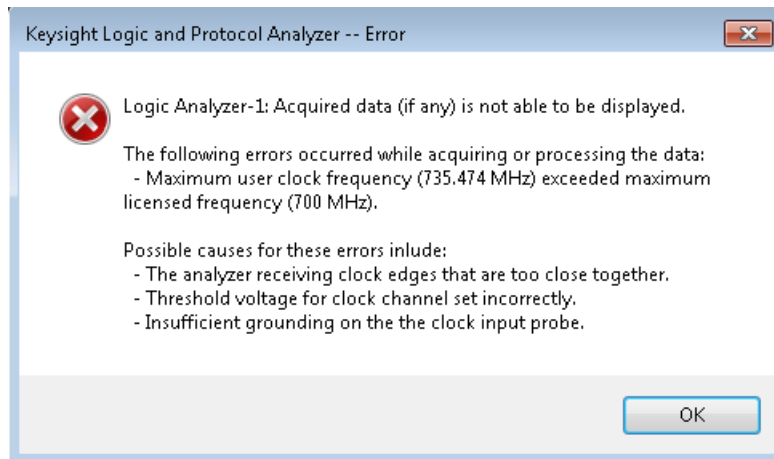 Keysight Logic and Protocol Analyzer -- Error
Logic Analyzer-1: Acquired data (if any) is not able to be displayed.
The following errors occurred while acquiring or processing the data:
- Maximum user clock frequency (735.474 MHz) exceeded maximum
licensed frequency (700 MHz).
Possible causes for these errors inlude:
- The analyzer receiving clock edges that are too close together.
- Threshold voltage for clock channel set incorrectly.
- Insufficient grounding on the the clock input probe.
OK